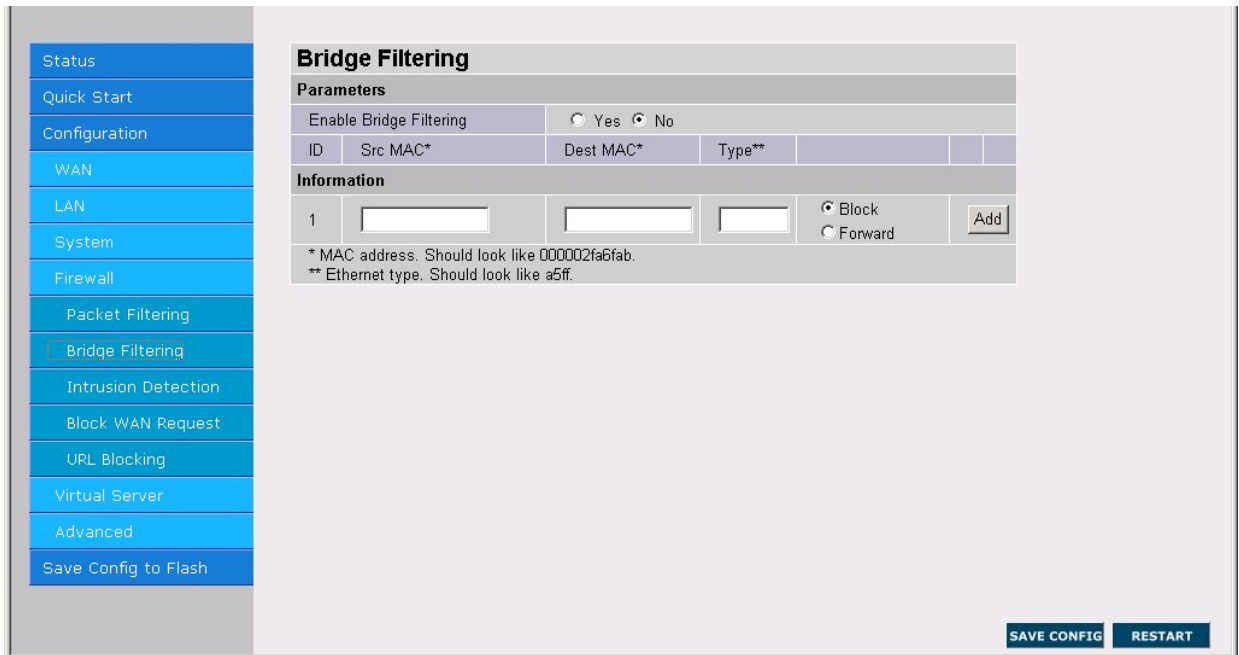 Status
Quick Start
Configuration
WAN
LAN
System
Firewall
Packet Filtering
Bridge Filtering
Intrusion Detection
Block WAN Request
URL Blocking
Virtual Server
Advanced
Save Config to Flash
Bridge Filtering
Parameters
Enable Bridge Filtering Yes No
ID Src MAC* Dest MAC* Type**
Information
1 Block Forward Add
* MAC address. Should look like 000002fa6fab.
** Ethernet type. Should look like a5ff.
SAVE CONFIG RESTART